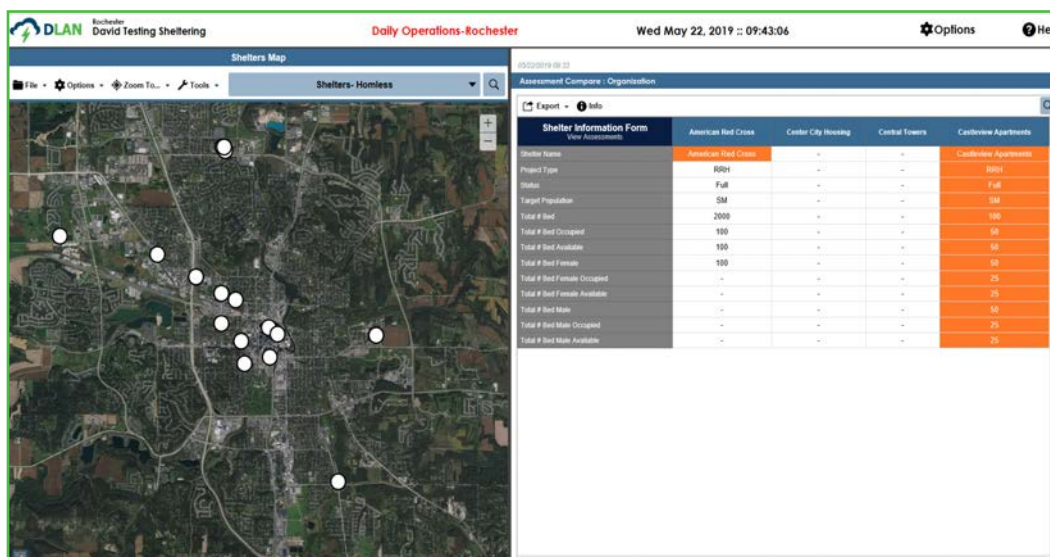 DLAN
Rochester
David Testing Sheltering
Daily Operations-Rochester
Wed May 22, 2019 :: 09:43:06
Options
He
Shelters Map
File
Options
Zoom To...
Tools
Shelters- Homless
+
−
Assessment Compare : Organization
Export
Info
Shelter Information Form American Red Cross Center City Housing Central Towers Castleview Apartments
View Assessments
Shelter Name American Red Cross - - Castleview Apartments
Project Type RRH - - RRH
Status Full - - Full
Target Population SM - - SM
Total # Bed 2000 - - 100
Total # Bed Occupied 100 - - 50
Total # Bed Available 100 - - 50
Total # Bed Female 100 - - 50
Total # Bed Female Occupied - - - 25
Total # Bed Female Available - - - 25
Total # Bed Male - - - 50
Total # Bed Male Occupied - - - 25
Total # Bed Male Available - - - 25